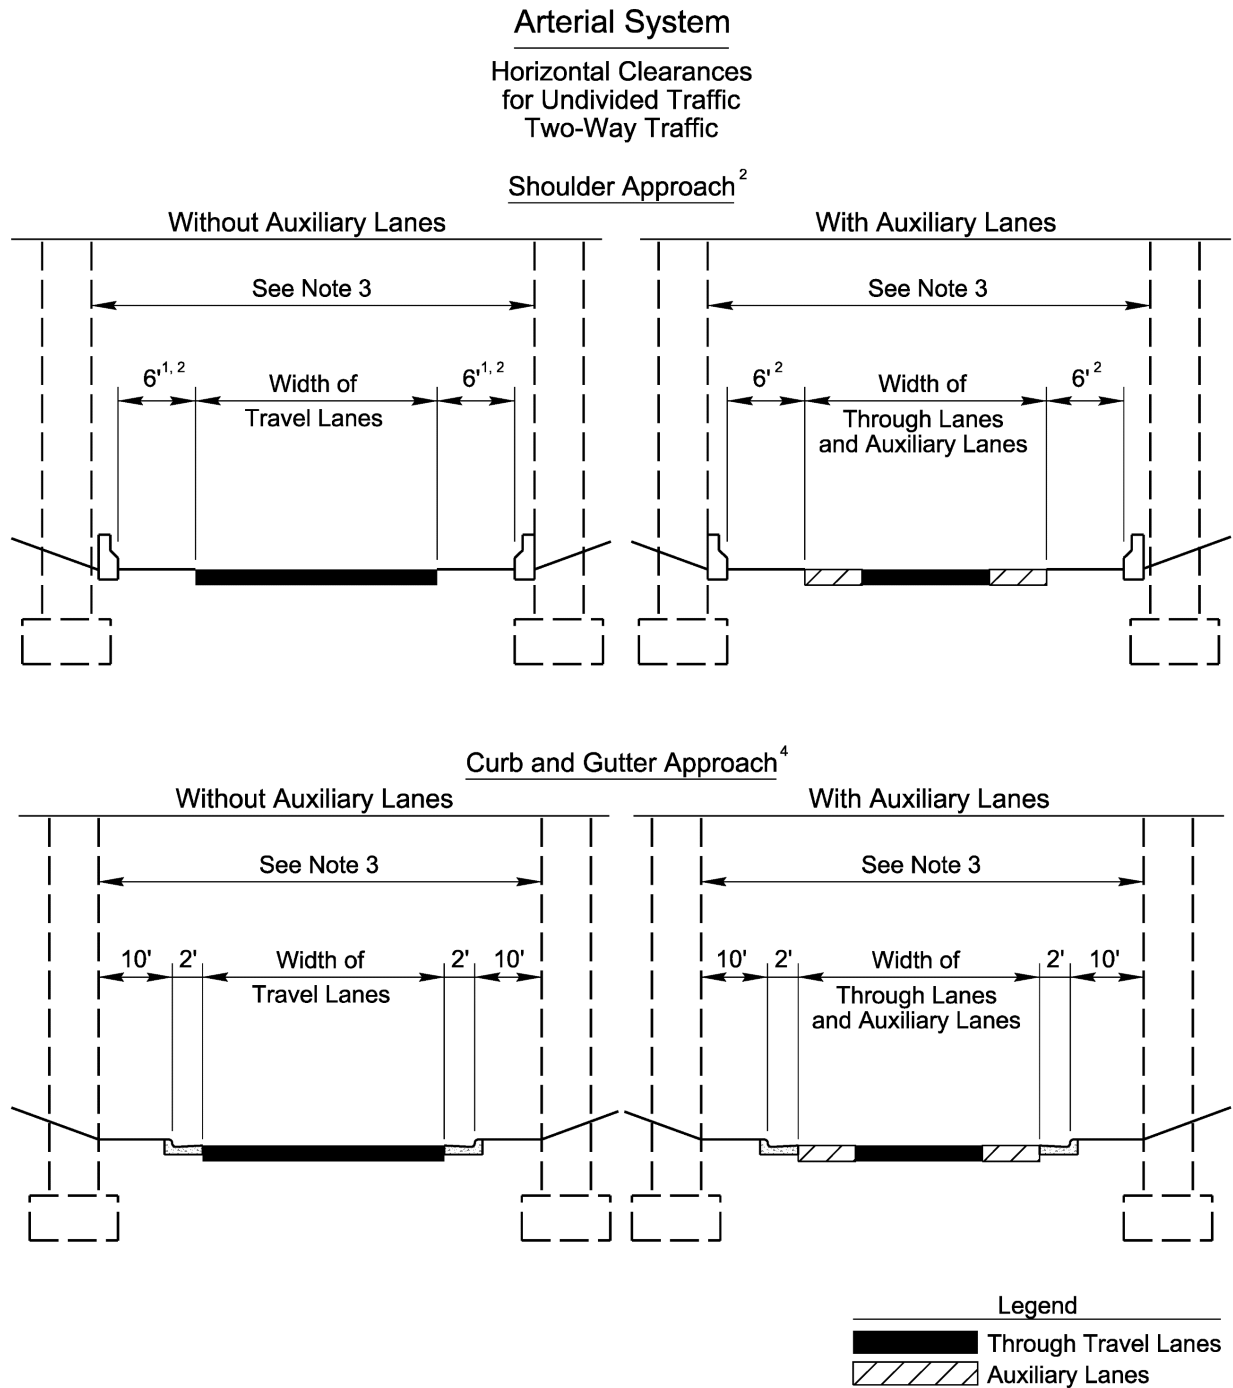 Arterial System
Horizontal Clearances
for Undivided Traffic
Two-Way Traffic
Shoulder Approach²
Without Auxiliary Lanes
See Note 3
6'¹,²
Width of
Travel Lanes
6'¹,²
With Auxiliary Lanes
See Note 3
6'²
Width of
Through Lanes
and Auxiliary Lanes
6'²
Curb and Gutter Approach⁴
Without Auxiliary Lanes
See Note 3
10' 2' Width of 2' 10'
Travel Lanes
With Auxiliary Lanes
See Note 3
10' 2' Width of 2' 10'
Through Lanes
and Auxiliary Lanes
Legend
Through Travel Lanes
Auxiliary Lanes